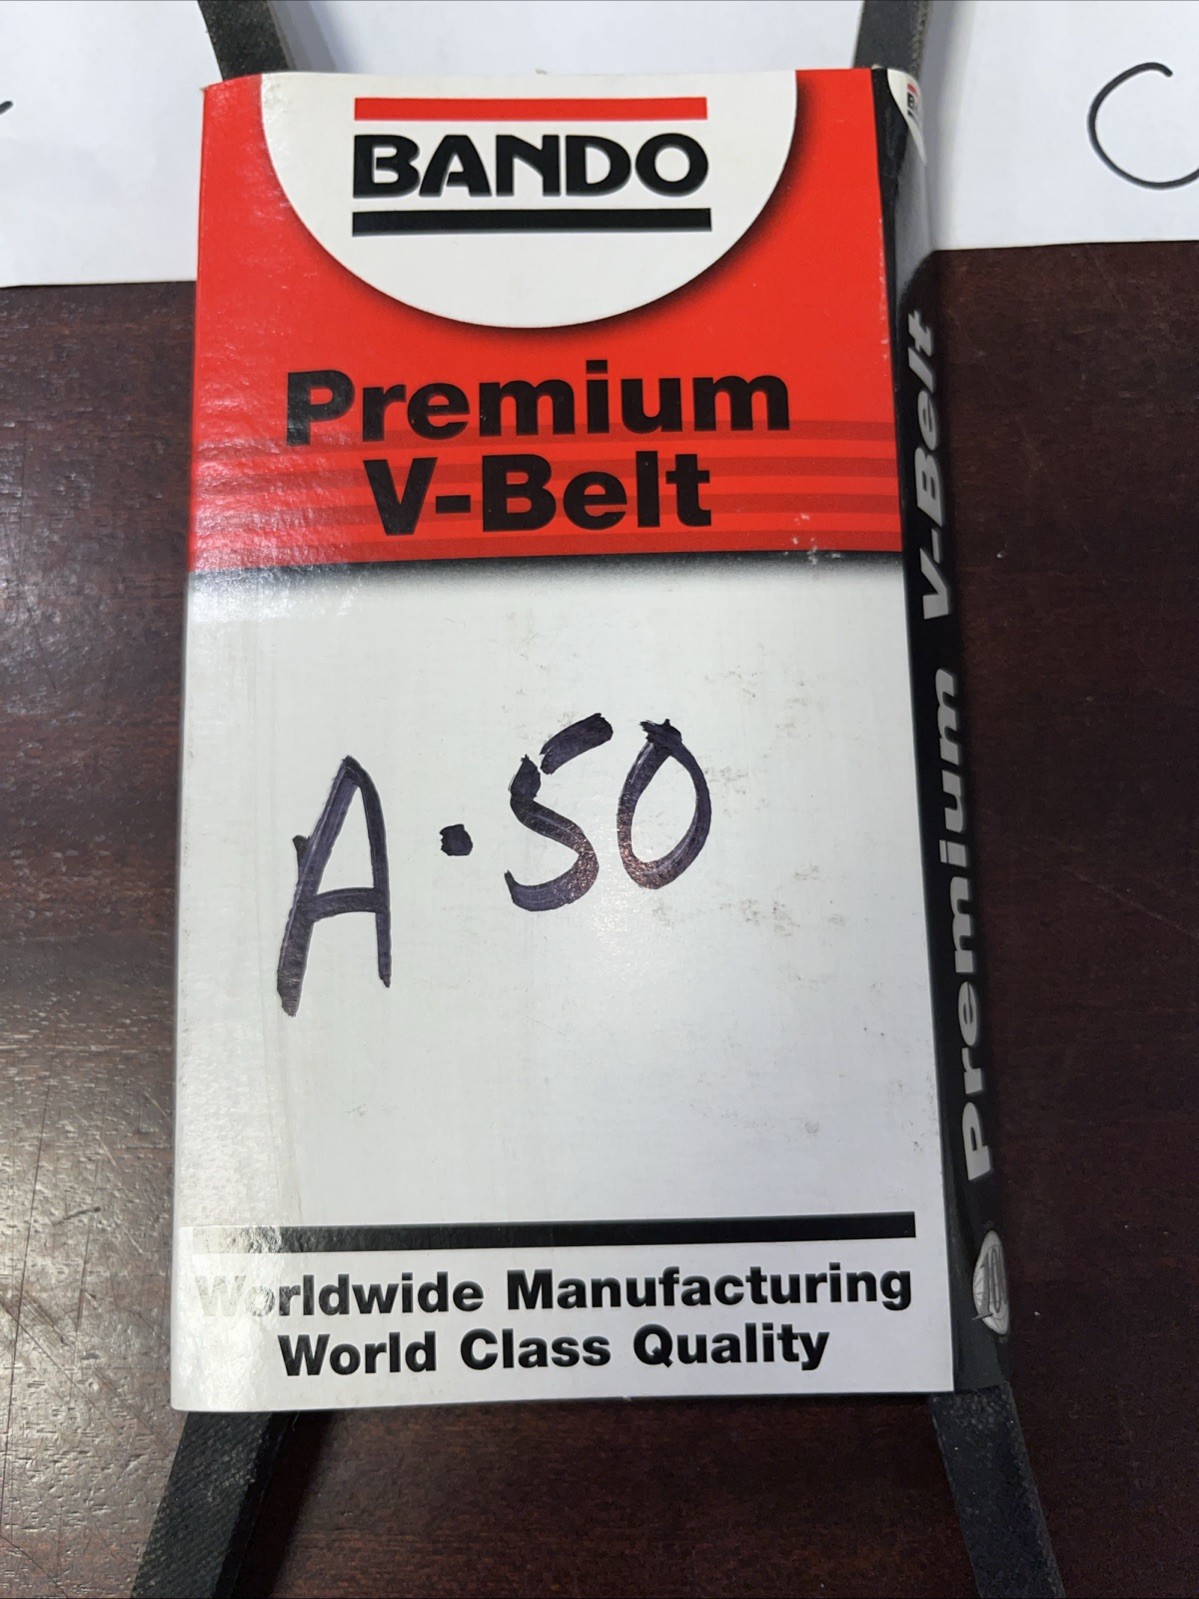 BANDO
Premium
V-Belt
A·50
Worldwide Manufacturing
World Class Quality
Premium V-Belt